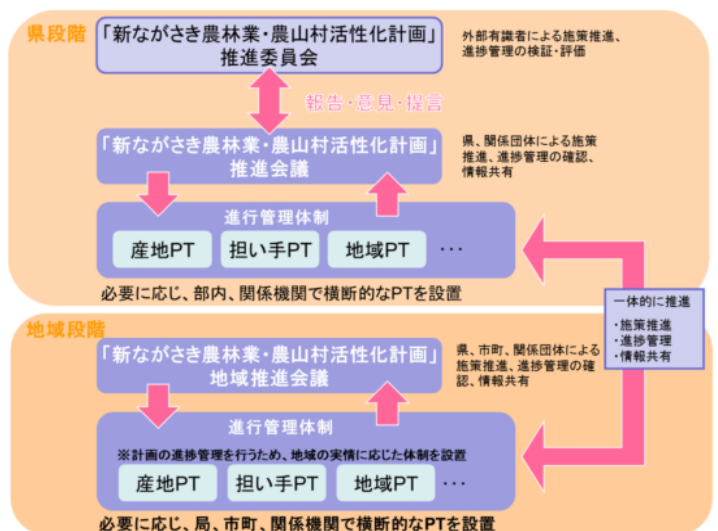 県段階
「新ながさき農林業・農山村活性化計画」
推進委員会
外部有識者による施策推進、
進捗管理の検証・評価
報告・意見・提言
「新ながさき農林業・農山村活性化計画」
推進会議
県、関係団体による施策
推進、進捗管理の確認、
情報共有
進行管理体制
産地PT
担い手PT
地域PT
・・・
必要に応じ、部内、関係機関で横断的なPTを設置
一体的に推進
・施策推進
・進捗管理
・情報共有
地域段階
「新ながさき農林業・農山村活性化計画」
地域推進会議
県、市町、関係団体による
施策推進、進捗管理の確
認、情報共有
進行管理体制
※計画の進捗管理を行うため、地域の実情に応じた体制を設置
産地PT
担い手PT
地域PT
・・・
必要に応じ、局、市町、関係機関で横断的なPTを設置